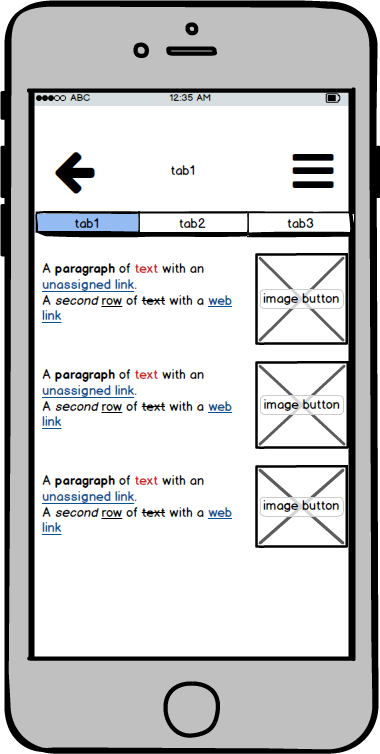 ABC 12:35 AM
tab1
tab1 tab2 tab3
A paragraph of text with an
unassigned link.
A second row of text with a web
link
image button
A paragraph of text with an
unassigned link.
A second row of text with a web
link
image button
A paragraph of text with an
unassigned link.
A second row of text with a web
link
image button